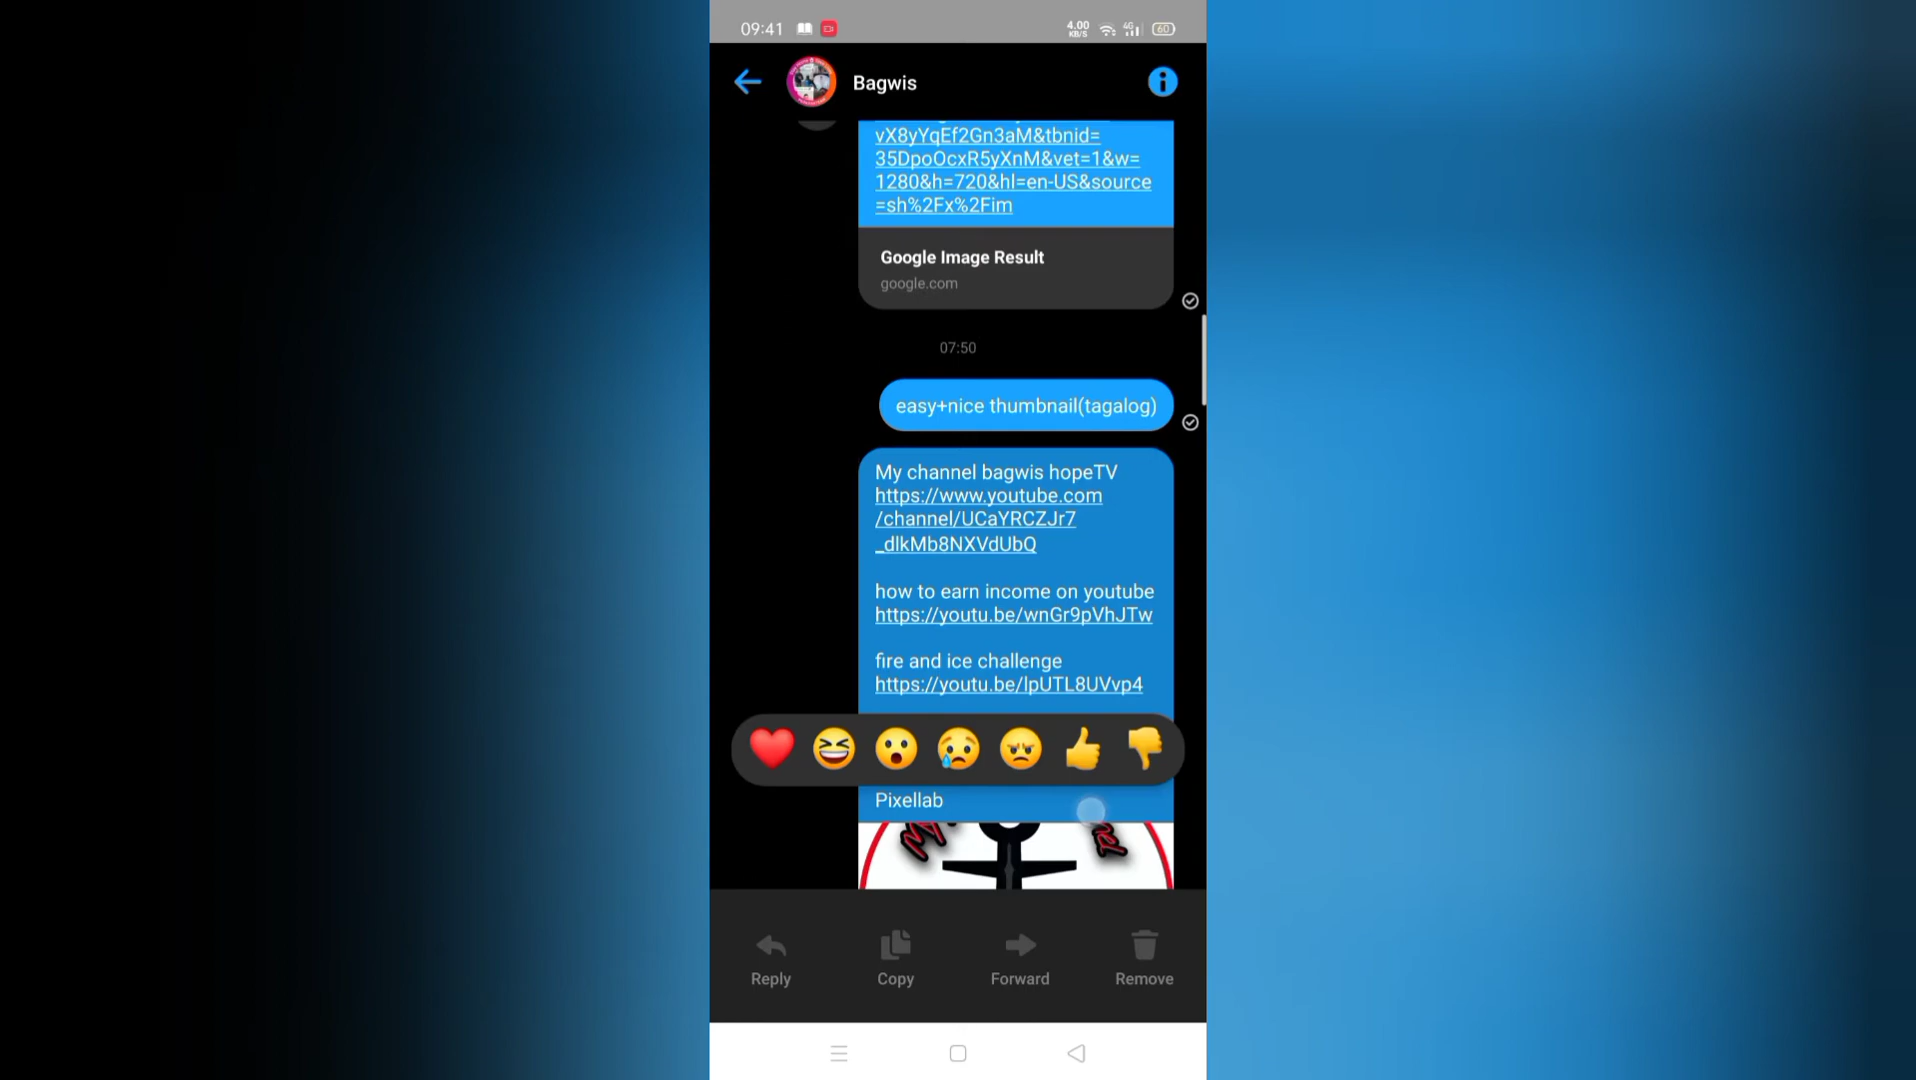 09:41
4.00
KB/S
4G
60
Bagwis
vX8yYqEf2Gn3aM&tbnid=
35DpoOcxR5yXnM&vet=1&w=
1280&h=720&hl=en-US&source
=sh%2Fx%2Fim
Google Image Result
google.com
07:50
easy+nice thumbnail(tagalog)
My channel bagwis hopeTV
https://www.youtube.com
/channel/UCaYRCZJr7
_dlkMb8NXVdUbQ
how to earn income on youtube
https://youtu.be/wnGr9pVhJTw
fire and ice challenge
https://youtu.be/lpUTL8UVvp4
Pixellab
Reply
Copy
Forward
Remove